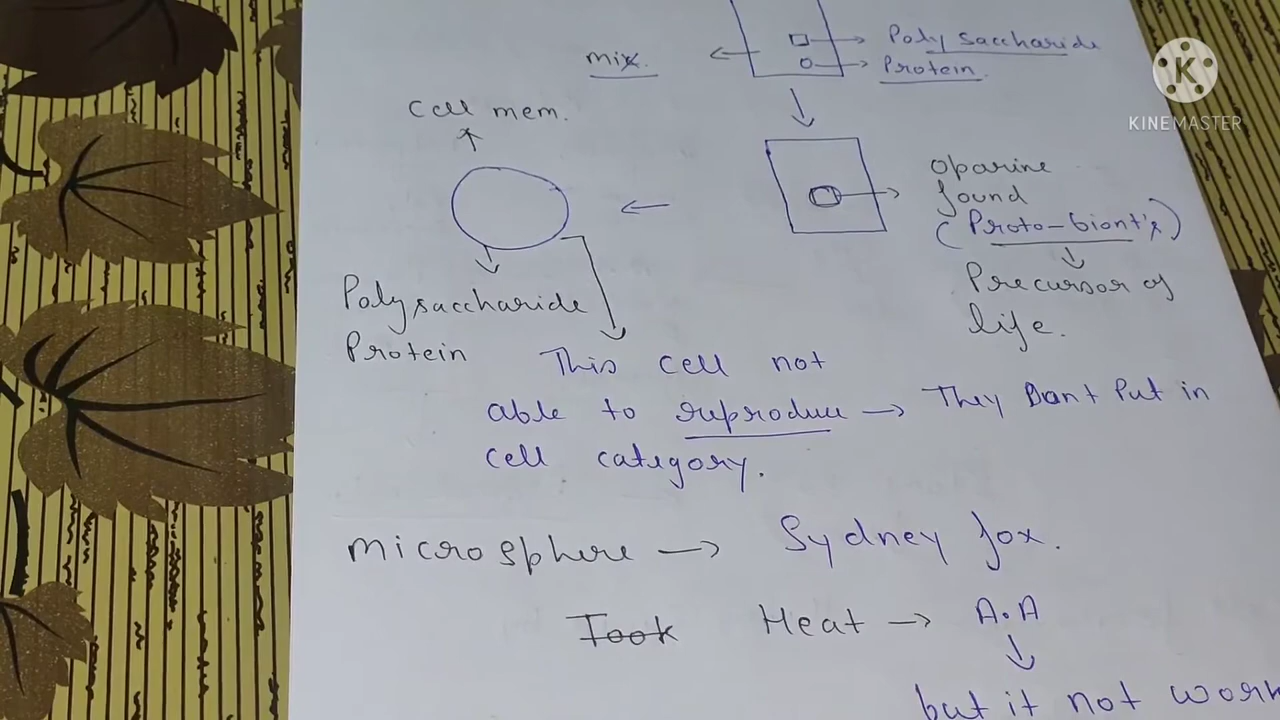 Poly saccharide
mix.
Protein.
K
KINEMASTER
Cell mem.
Oparine
found
(Proto-biont's)
Precursor of
life.
Polysaccharide
Protein
This cell not
able to reproduce → They Dant Put in
cell category.
microsphere → Sydney fox.
Took Heat → A.A
but it not work